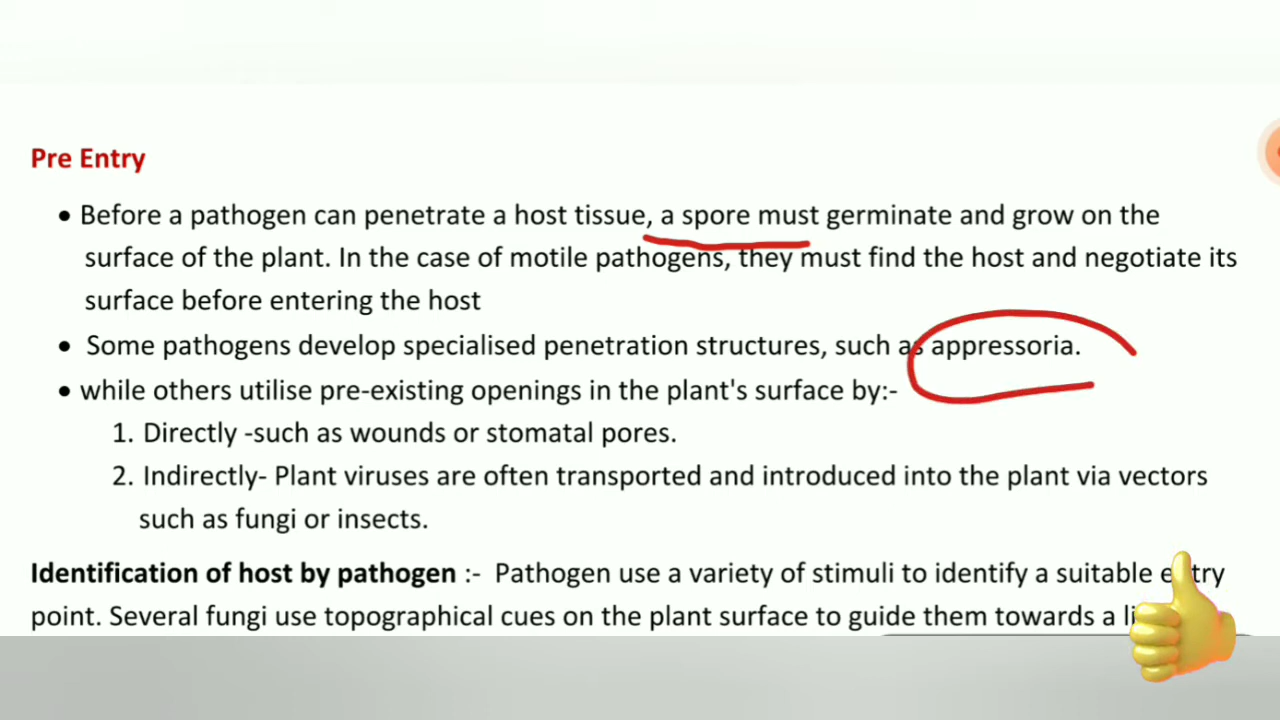 Pre Entry
• Before a pathogen can penetrate a host tissue, a spore must germinate and grow on the
surface of the plant. In the case of motile pathogens, they must find the host and negotiate its
surface before entering the host
• Some pathogens develop specialised penetration structures, such as appressoria.
• while others utilise pre-existing openings in the plant's surface by:-
1. Directly -such as wounds or stomatal pores.
2. Indirectly- Plant viruses are often transported and introduced into the plant via vectors
such as fungi or insects.
Identification of host by pathogen :- Pathogen use a variety of stimuli to identify a suitable entry
point. Several fungi use topographical cues on the plant surface to guide them towards a